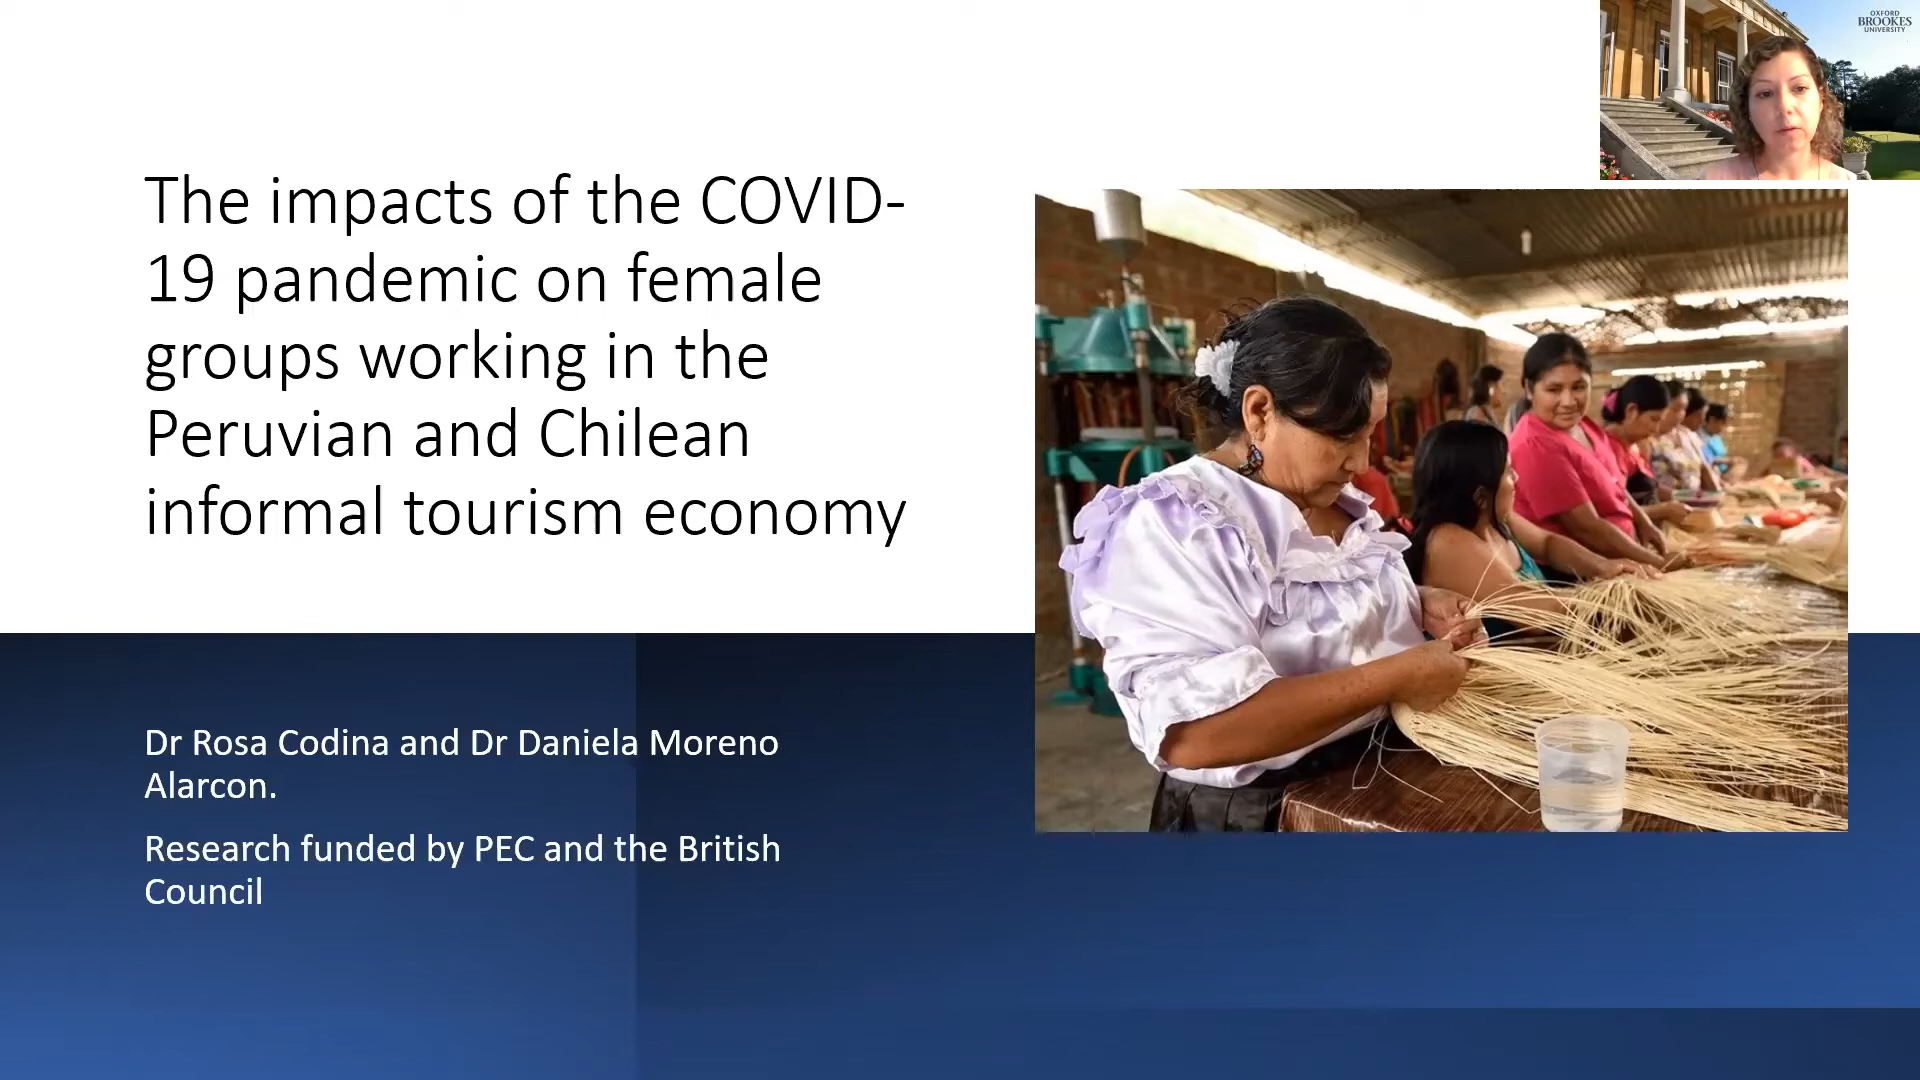 OXFORD
BROOKES
UNIVERSITY
The impacts of the COVID-
19 pandemic on female
groups working in the
Peruvian and Chilean
informal tourism economy
Dr Rosa Codina and Dr Daniela Moreno
Alarcon.
Research funded by PEC and the British
Council